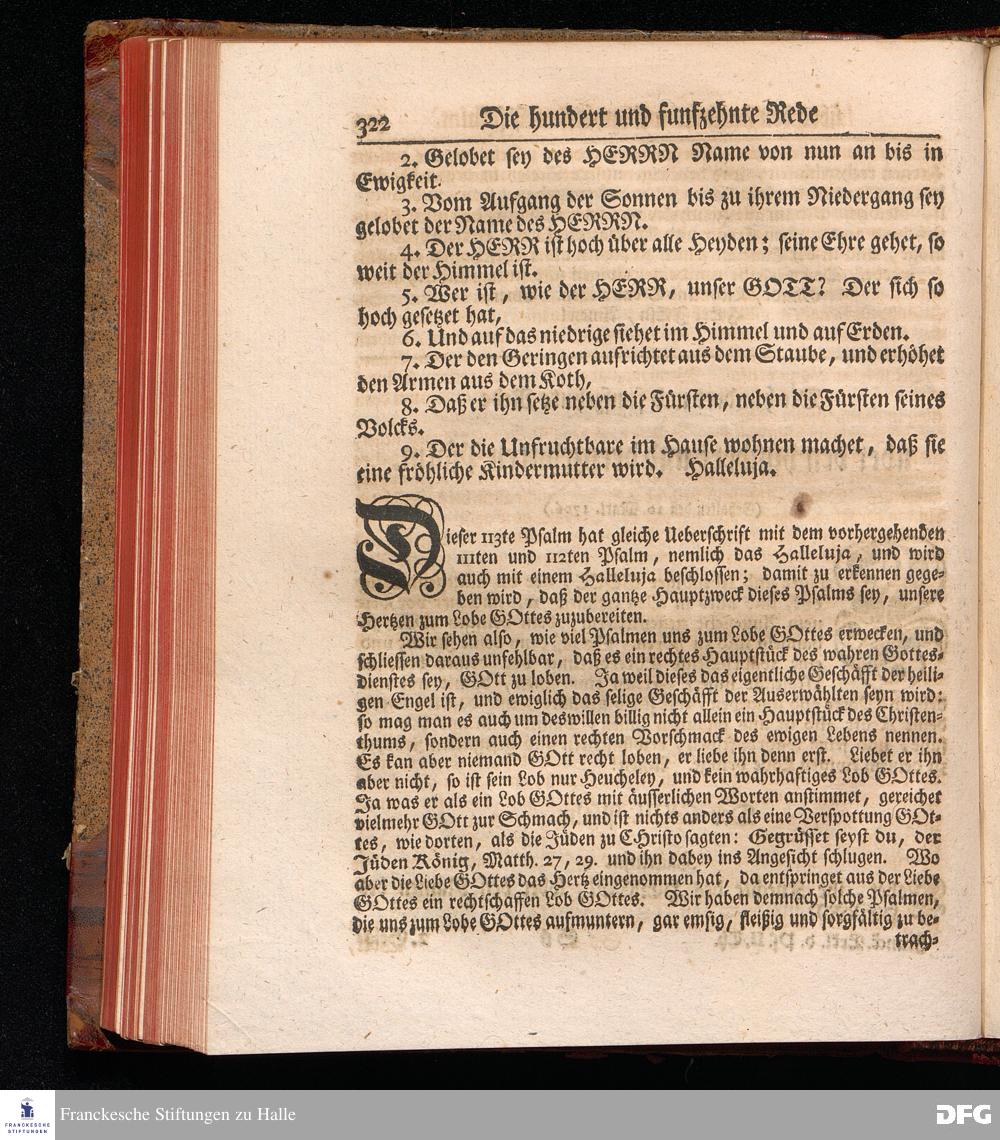 322 Die hundert und funfzehnte Rede
2. Gelobet sey des HERRN Name von nun an bis in
Ewigkeit.
3. Vom Aufgang der Sonnen bis zu ihrem Niedergang sey
gelobet der Name des HERRN.
4. Der HERR ist hoch über alle Heyden; seine Ehre gehet, so
weit der Himmel ist.
5. Wer ist, wie der HERR, unser GOTT? Der sich so
hoch gesetzet hat,
6. Und auf das niedrige siehet im Himmel und auf Erden.
7. Der den Geringen aufrichtet aus dem Staube, und erhöhet
den Armen aus dem Koth,
8. Daß er ihn setze neben die Fürsten, neben die Fürsten seines
Volcks.
9. Der die Unfruchtbare im Hause wohnen machet, daß sie
eine fröhliche Kindermutter wird. Halleluja.
Dieser 113te Psalm hat gleiche Ueberschrift mit dem vorhergehenden
111ten und 112ten Psalm, nemlich das Halleluja, und wird
auch mit einem Halleluja beschlossen; damit zu erkennen gege-
ben wird, daß der gantze Hauptzweck dieses Psalms sey, unsere
Hertzen zum Lobe GOttes zuzubereiten.
Wir sehen also, wie viel Psalmen uns zum Lobe GOttes erwecken, und
schliessen daraus unfehlbar, daß es ein rechtes Hauptstück des wahren Gottes-
dienstes sey, GOtt zu loben. Ja weil dieses das eigentliche Geschäfft der heili-
gen Engel ist, und ewiglich das selige Geschäfft der Auserwählten seyn wird:
so mag man es auch um deswillen billig nicht allein ein Hauptstück des Christen-
thums, sondern auch einen rechten Vorschmack des ewigen Lebens nennen.
Es kan aber niemand GOtt recht loben, er liebe ihn denn erst. Liebet er ihn
aber nicht, so ist sein Lob nur Heucheley, und kein wahrhaftiges Lob GOttes.
Ja was er als ein Lob GOttes mit äusserlichen Worten anstimmet, gereichet
vielmehr GOtt zur Schmach, und ist nichts anders als eine Verspottung GOt-
tes, wie dorten, als die Jüden zu CHristo sagten: Gegrüsset seyst du, der
Jüden König, Matth. 27, 29. und ihn dabey ins Angesicht schlugen. Wo
aber die Liebe GOttes das Hertz eingenommen hat, da entspringet aus der Liebe
GOttes ein rechtschaffen Lob GOttes. Wir haben demnach solche Psalmen,
die uns zum Lobe GOttes aufmuntern, gar emsig, fleißig und sorgfältig zu be-
trach-
FRANCKESCHE
STIFTUNGEN
Franckesche Stiftungen zu Halle
DFG